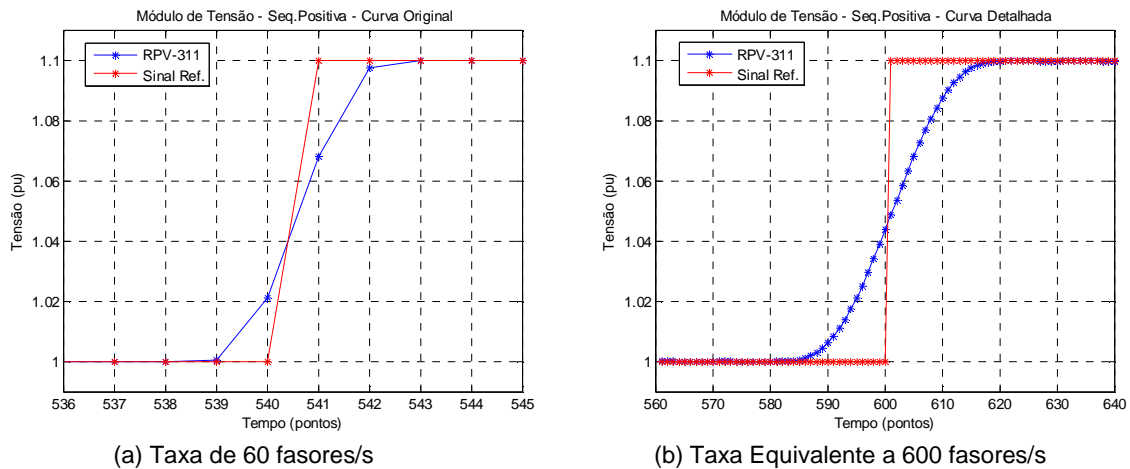 Módulo de Tensão - Seq.Positiva - Curva Original
RPV-311
Sinal Ref.
1.1
1.08
1.06
1.04
1.02
1
Tensão (pu)
536 537 538 539 540 541 542 543 544 545
Tempo (pontos)
(a) Taxa de 60 fasores/s
Módulo de Tensão - Seq.Positiva - Curva Detalhada
RPV-311
Sinal Ref.
1.1
1.08
1.06
1.04
1.02
1
Tensão (pu)
560 570 580 590 600 610 620 630 640
Tempo (pontos)
(b) Taxa Equivalente a 600 fasores/s